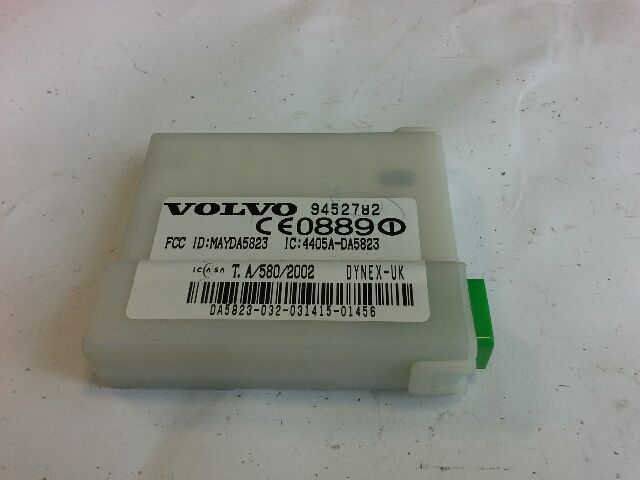 VOLVO 9452782
CE0889
FCC ID:MAYDA5823 IC:4405A-DA5823
ICASA T.A/580/2002 DYNEX-UK
DA5823-032-031415-01456